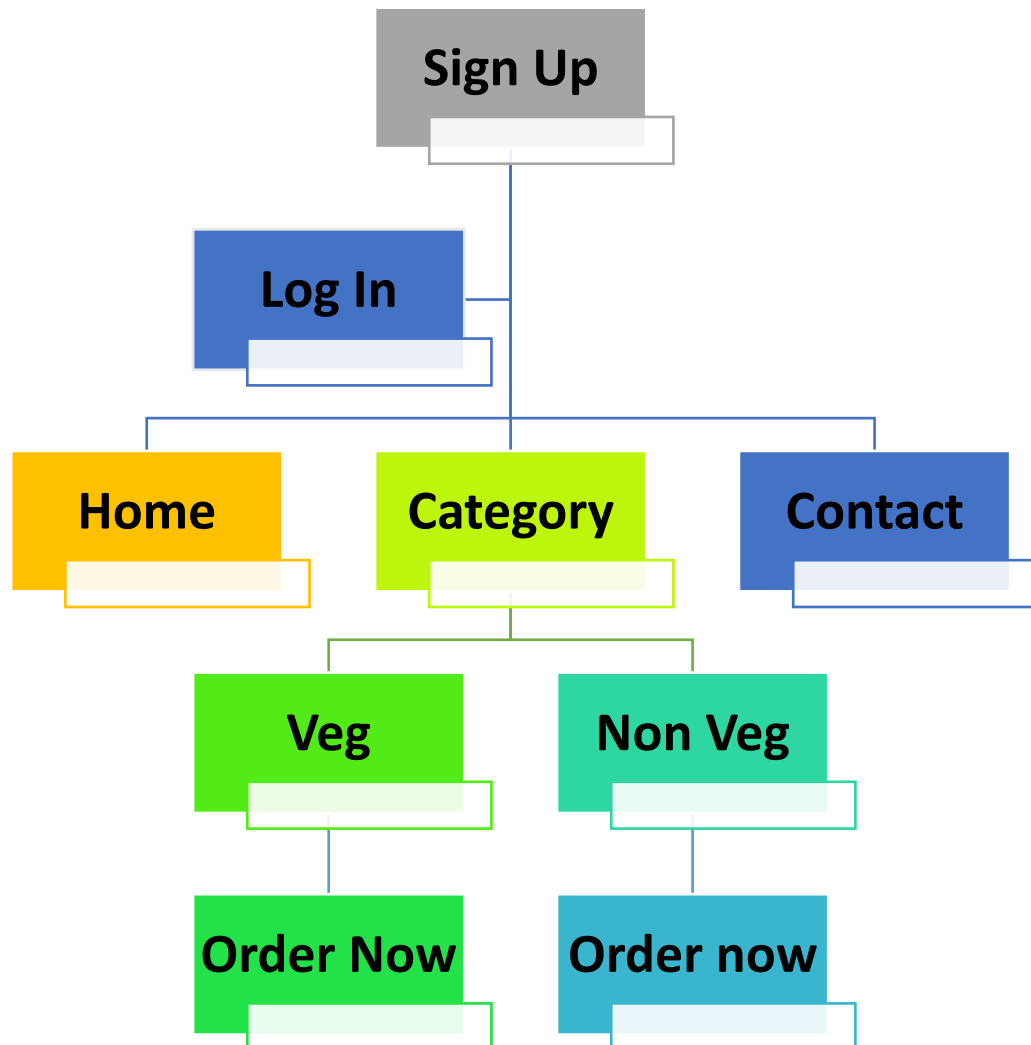 Sign Up
Log In
Home
Category
Contact
Veg
Non Veg
Order Now
Order now